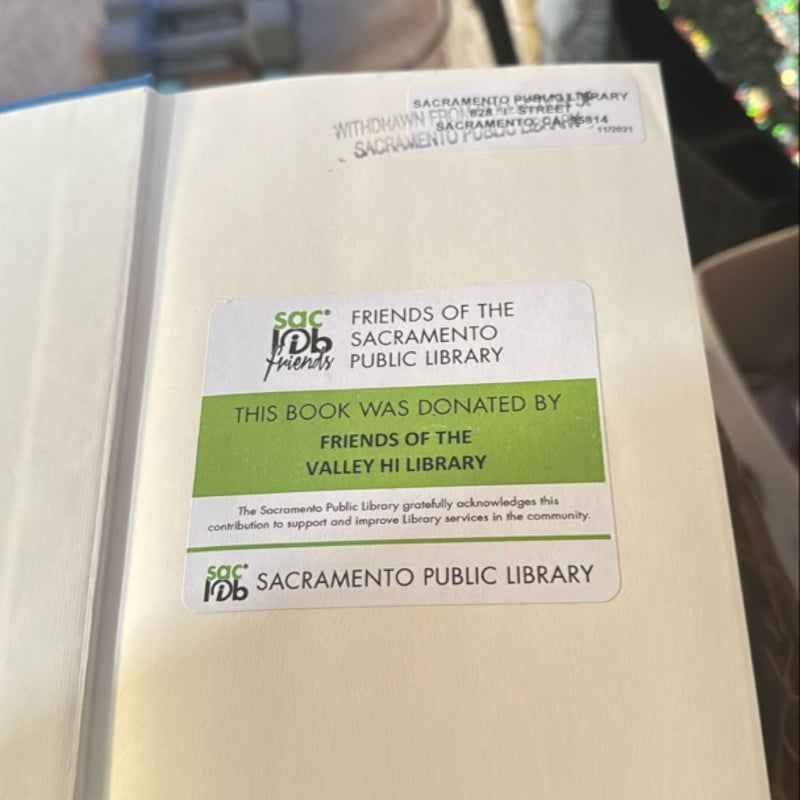 SACRAMENTO PUBLIC LIBRARY
828 "I" STREET
SACRAMENTO, CA 95814
11/2021
WITHDRAWN FROM
SACRAMENTO PUBLIC LIBRARY
sac®
lib
friends
FRIENDS OF THE
SACRAMENTO
PUBLIC LIBRARY
THIS BOOK WAS DONATED BY
FRIENDS OF THE
VALLEY HI LIBRARY
The Sacramento Public Library gratefully acknowledges this
contribution to support and improve Library services in the community.
sac®
lib
SACRAMENTO PUBLIC LIBRARY